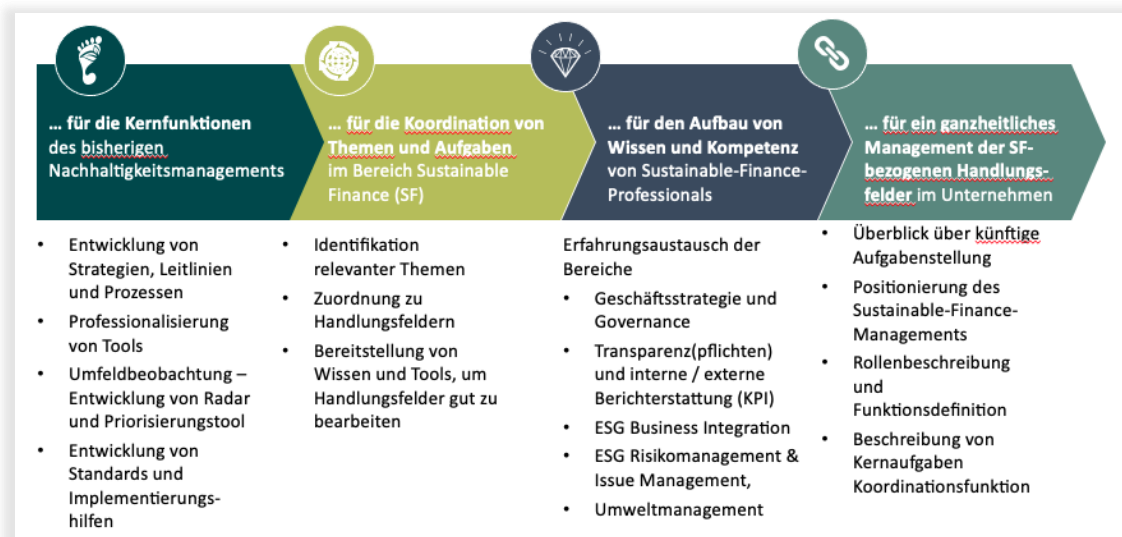 ... für die Kernfunktionen
des bisherigen
Nachhaltigkeitsmanagements
... für die Koordination von
Themen und Aufgaben
im Bereich Sustainable
Finance (SF)
... für den Aufbau von
Wissen und Kompetenz
von Sustainable-Finance-
Professionals
... für ein ganzheitliches
Management der SF-
bezogenen Handlungs-
felder im Unternehmen
• Entwicklung von
Strategien, Leitlinien
und Prozessen
• Professionalisierung
von Tools
• Umfeldbeobachtung –
Entwicklung von Radar
und Priorisierungstool
• Entwicklung von
Standards und
Implementierungs-
hilfen
• Identifikation
relevanter Themen
• Zuordnung zu
Handlungsfeldern
• Bereitstellung von
Wissen und Tools, um
Handlungsfelder gut zu
bearbeiten
Erfahrungsaustausch der
Bereiche
• Geschäftsstrategie und
Governance
• Transparenz(pflichten)
und interne / externe
Berichterstattung (KPI)
• ESG Business Integration
• ESG Risikomanagement &
Issue Management,
• Umweltmanagement
• Überblick über künftige
Aufgabenstellung
• Positionierung des
Sustainable-Finance-
Managements
• Rollenbeschreibung
und
Funktionsdefinition
• Beschreibung von
Kernaufgaben
Koordinationsfunktion